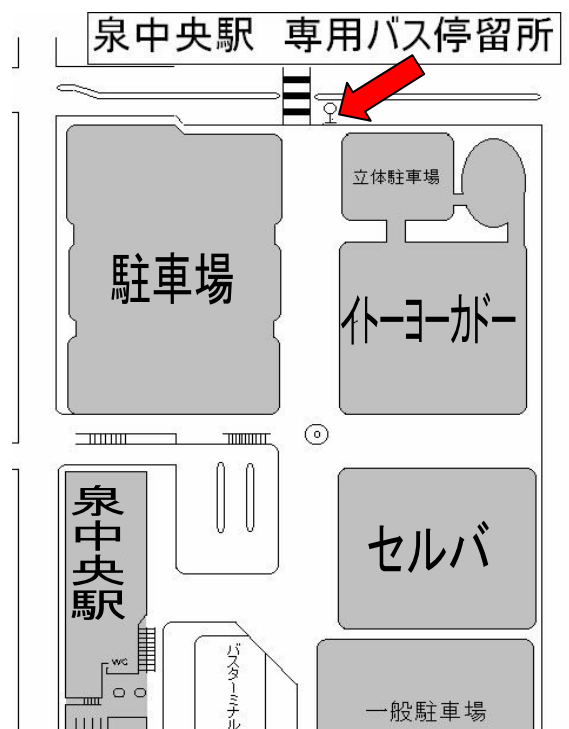 泉中央駅 専用バス停留所
立体駐車場
駐車場
イトーヨーカドー
泉中央駅
セルバ
WC
バスターミナル
一般駐車場